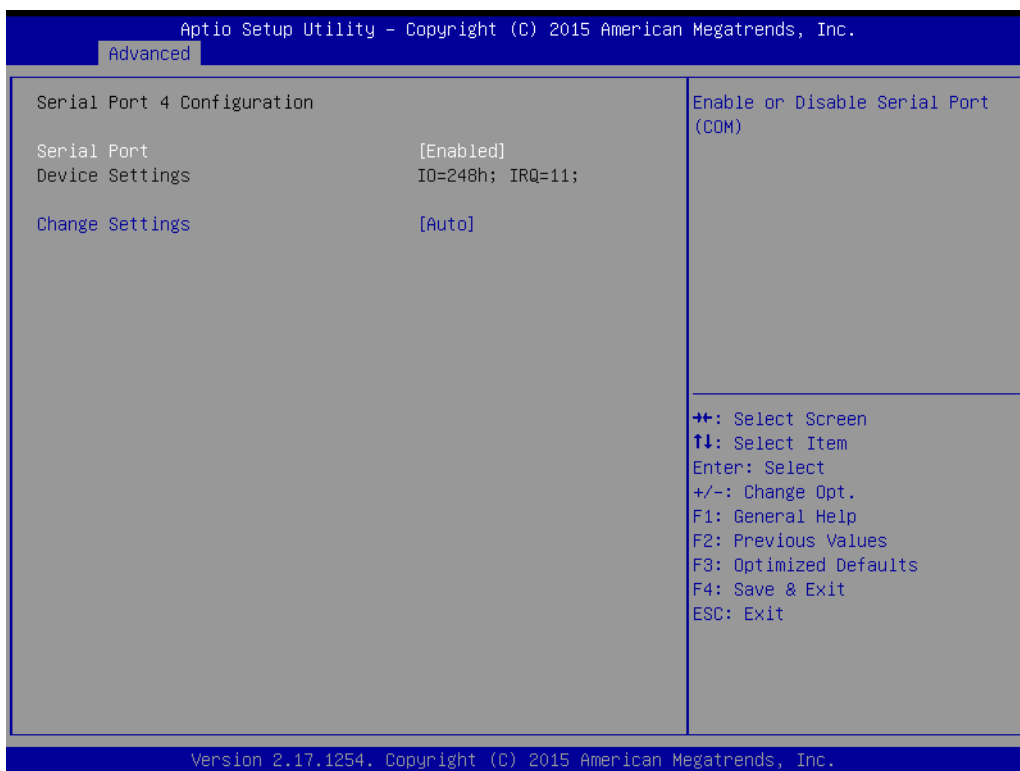 Aptio Setup Utility – Copyright (C) 2015 American Megatrends, Inc.
Advanced
Serial Port 4 Configuration
Serial Port [Enabled]
Device Settings IO=248h; IRQ=11;
Change Settings [Auto]
Enable or Disable Serial Port
(COM)
→←: Select Screen
↑↓: Select Item
Enter: Select
+/-: Change Opt.
F1: General Help
F2: Previous Values
F3: Optimized Defaults
F4: Save & Exit
ESC: Exit
Version 2.17.1254. Copyright (C) 2015 American Megatrends, Inc.